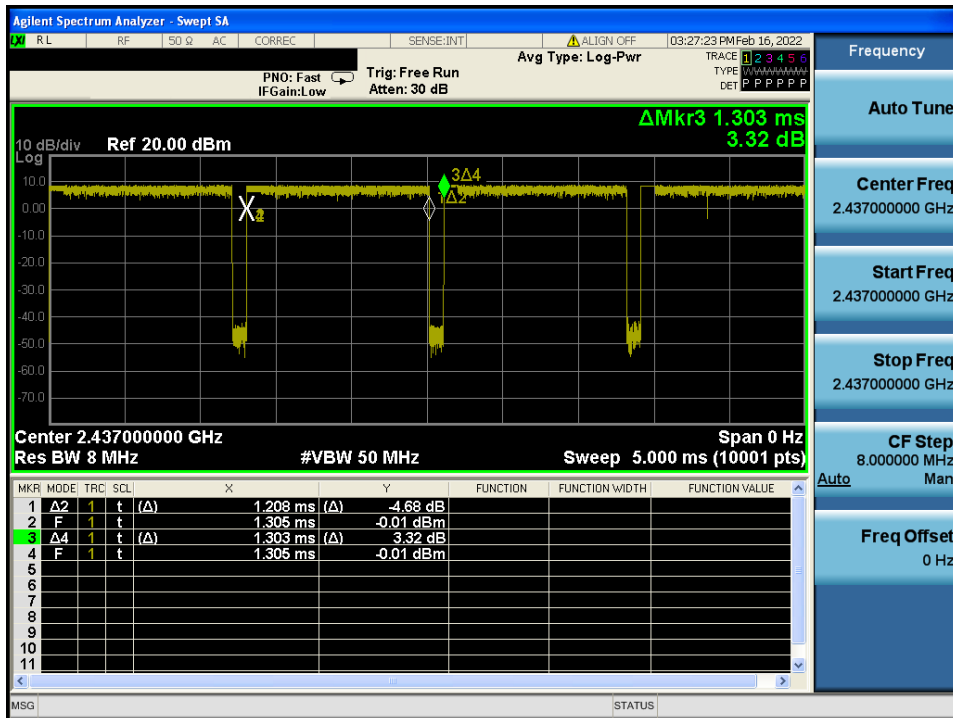 Agilent Spectrum Analyzer - Swept SA
LXI RL RF 50 Ω AC CORREC SENSE:INT ALIGN OFF 03:27:23 PM Feb 16, 2022
PNO: Fast
IFGain:Low
Trig: Free Run
Atten: 30 dB
Avg Type: Log-Pwr
TRACE 1 2 3 4 5 6
TYPE
DET P P P P P P
ΔMkr3 1.303 ms
3.32 dB
10 dB/div
Log
Ref 20.00 dBm
10.0
0.00
-10.0
-20.0
-30.0
-40.0
-50.0
-60.0
-70.0
X
3Δ4
Δ2
Center 2.437000000 GHz
Span 0 Hz
Res BW 8 MHz
#VBW 50 MHz
Sweep 5.000 ms (10001 pts)
MKR MODE TRC SCL X Y FUNCTION FUNCTION WIDTH FUNCTION VALUE
1 Δ2 1 t (Δ) 1.208 ms (Δ) -4.68 dB
2 F 1 t 1.305 ms -0.01 dBm
3 Δ4 1 t (Δ) 1.303 ms (Δ) 3.32 dB
4 F 1 t 1.305 ms -0.01 dBm
5
6
7
8
9
10
11
MSG
STATUS
Frequency
Auto Tune
Center Freq
2.437000000 GHz
Start Freq
2.437000000 GHz
Stop Freq
2.437000000 GHz
CF Step
8.000000 MHz
Auto Man
Freq Offset
0 Hz